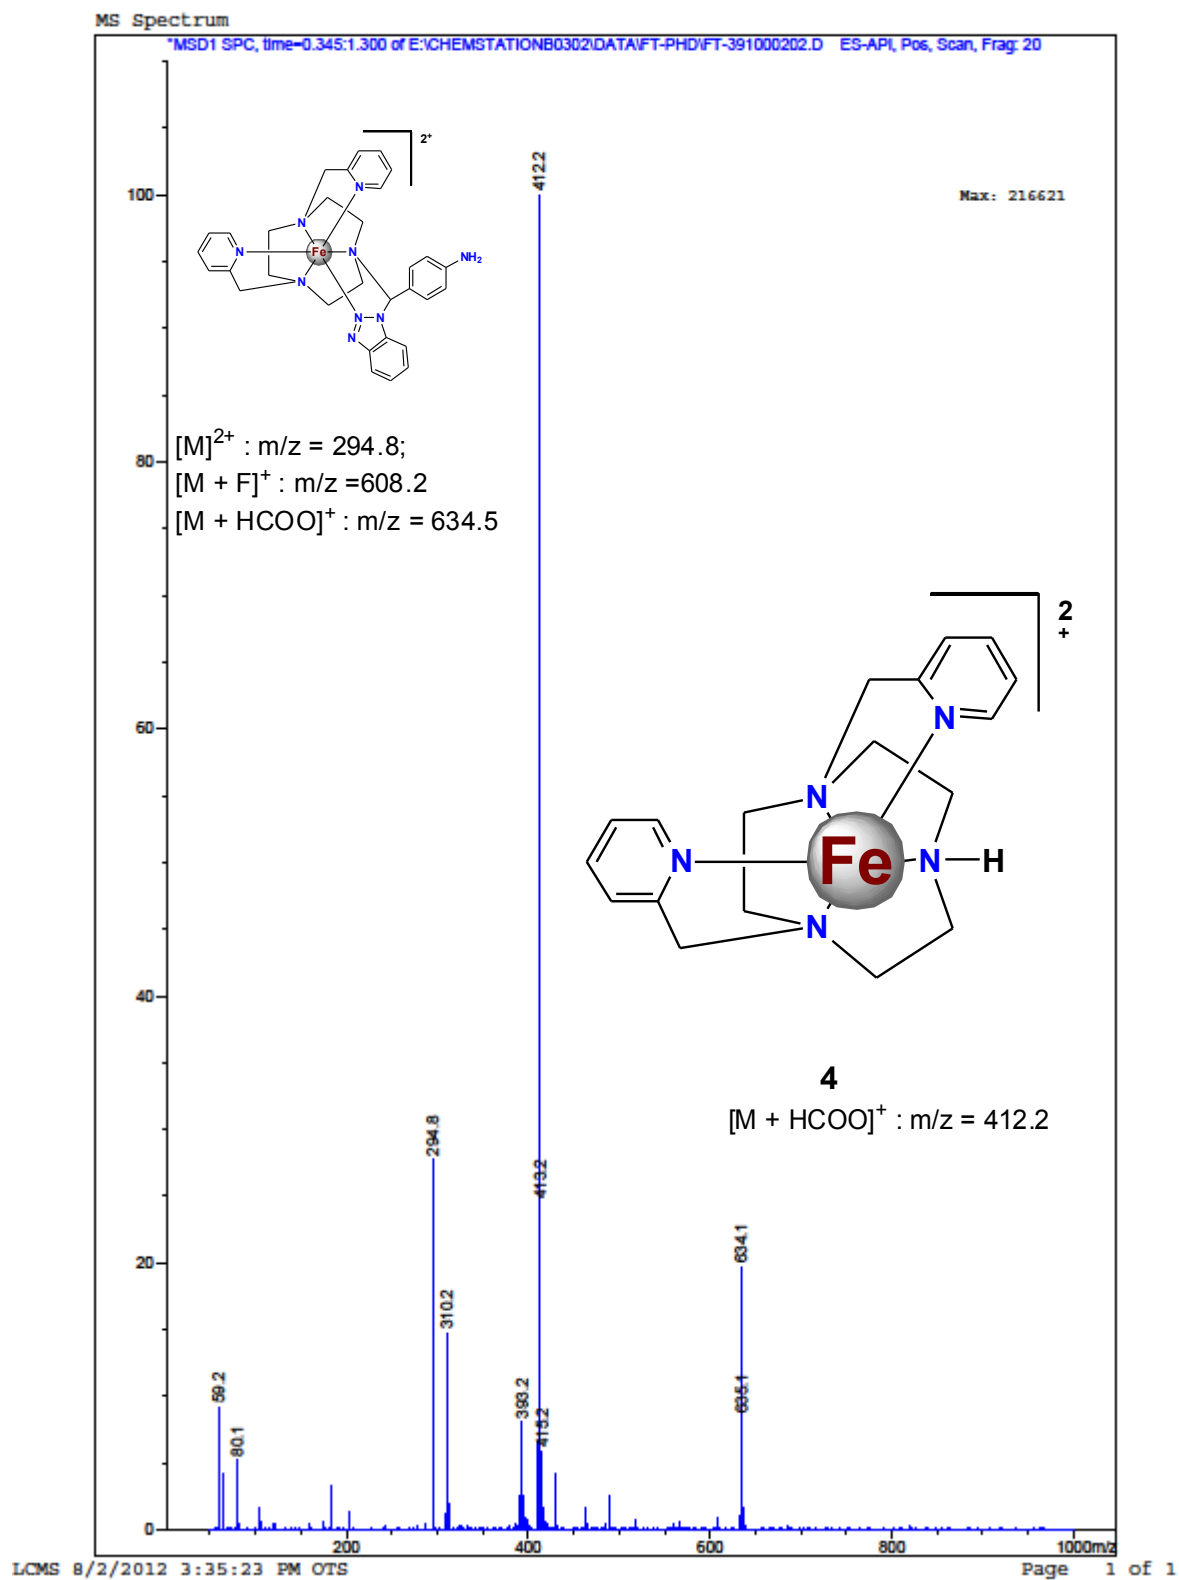 MS Spectrum
*MSD1 SPC, time=0.345:1.300 of E:\CHEMSTATIONB0302\DATA\FT-PHD\FT-391000202.D ES-API, Pos, Scan, Frag: 20
Max: 216621
2+
N
N
N
Fe
N
N
NH2
N
N
N
[M]2+ : m/z = 294.8;
[M + F]+ : m/z =608.2
[M + HCOO]+ : m/z = 634.5
2
+
N
N
N
Fe
N
H
N
4
[M + HCOO]+ : m/z = 412.2
100
80
60
40
20
0
59.2
80.1
294.8
310.2
393.2
412.2
413.2
415.2
634.1
635.1
200
400
600
800
1000
m/z
LCMS 8/2/2012 3:35:23 PM OTS
Page 1 of 1